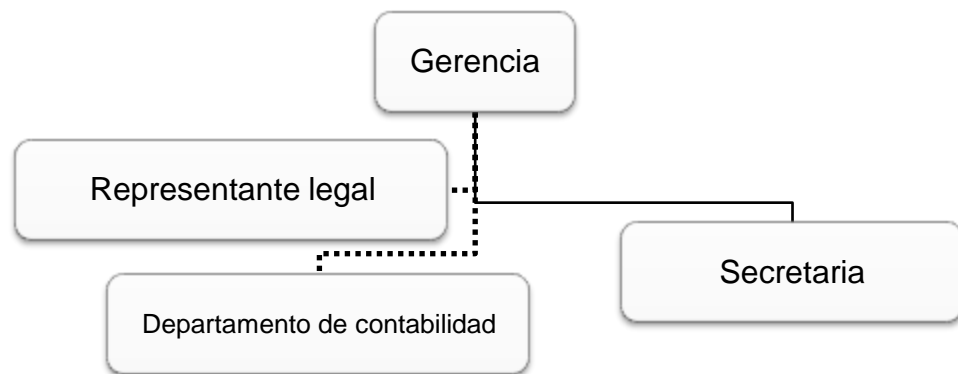 Gerencia
Representante legal
Secretaria
Departamento de contabilidad